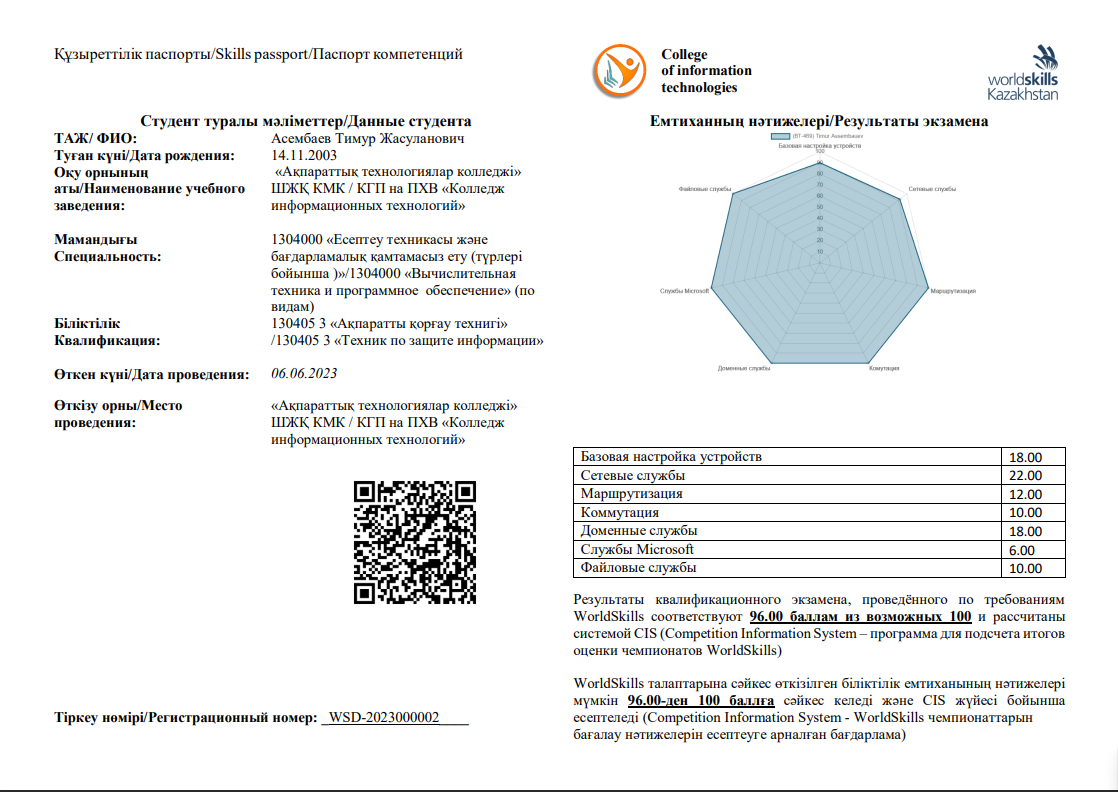 Құзыреттілік паспорты/Skills passport/Паспорт компетенций
College
of information
technologies
worldskills
Kazakhstan
Студент туралы мәліметтер/Данные студента
ТАЖ/ ФИО: Асембаев Тимур Жасуланович
Туған күні/Дата рождения: 14.11.2003
Оқу орнының «Ақпараттық технологиялар колледжі»
аты/Наименование учебного ШЖҚ КМК / КГП на ПХВ «Колледж
заведения: информационных технологий»
Мамандығы 1304000 «Есептеу техникасы және
Специальность: бағдарламалық қамтамасыз ету (түрлері
бойынша )»/1304000 «Вычислительная
техника и программное обеспечение» (по
видам)
Біліктілік 130405 3 «Ақпаратты қорғау технигі»
Квалификация: /130405 3 «Техник по защите информации»
Өткен күні/Дата проведения: 06.06.2023
Өткізу орны/Место «Ақпараттық технологиялар колледжі»
проведения: ШЖҚ КМК / КГП на ПХВ «Колледж
информационных технологий»
Тіркеу нөмірі/Регистрационный номер: _WSD-2023000002____
Емтиханның нәтижелері/Результаты экзамена
(BT-469) Timur Assembaev
Базовая настройка устройств
100
90
80
70
60
50
40
30
20
10
Файловые службы
Сетевые службы
Службы Microsoft
Маршрутизация
Доменные службы
Комутация
Базовая настройка устройств 18.00
Сетевые службы 22.00
Маршрутизация 12.00
Коммутация 10.00
Доменные службы 18.00
Службы Microsoft 6.00
Файловые службы 10.00
Результаты квалификационного экзамена, проведённого по требованиям
WorldSkills соответствуют 96.00 баллам из возможных 100 и рассчитаны
системой CIS (Competition Information System – программа для подсчета итогов
оценки чемпионатов WorldSkills)
WorldSkills талаптарына сәйкес өткізілген біліктілік емтиханының нәтижелері
мүмкін 96.00-ден 100 баллға сәйкес келеді және CIS жүйесі бойынша
есептеледі (Competition Information System - WorldSkills чемпионаттарын
бағалау нәтижелерін есептеуге арналған бағдарлама)